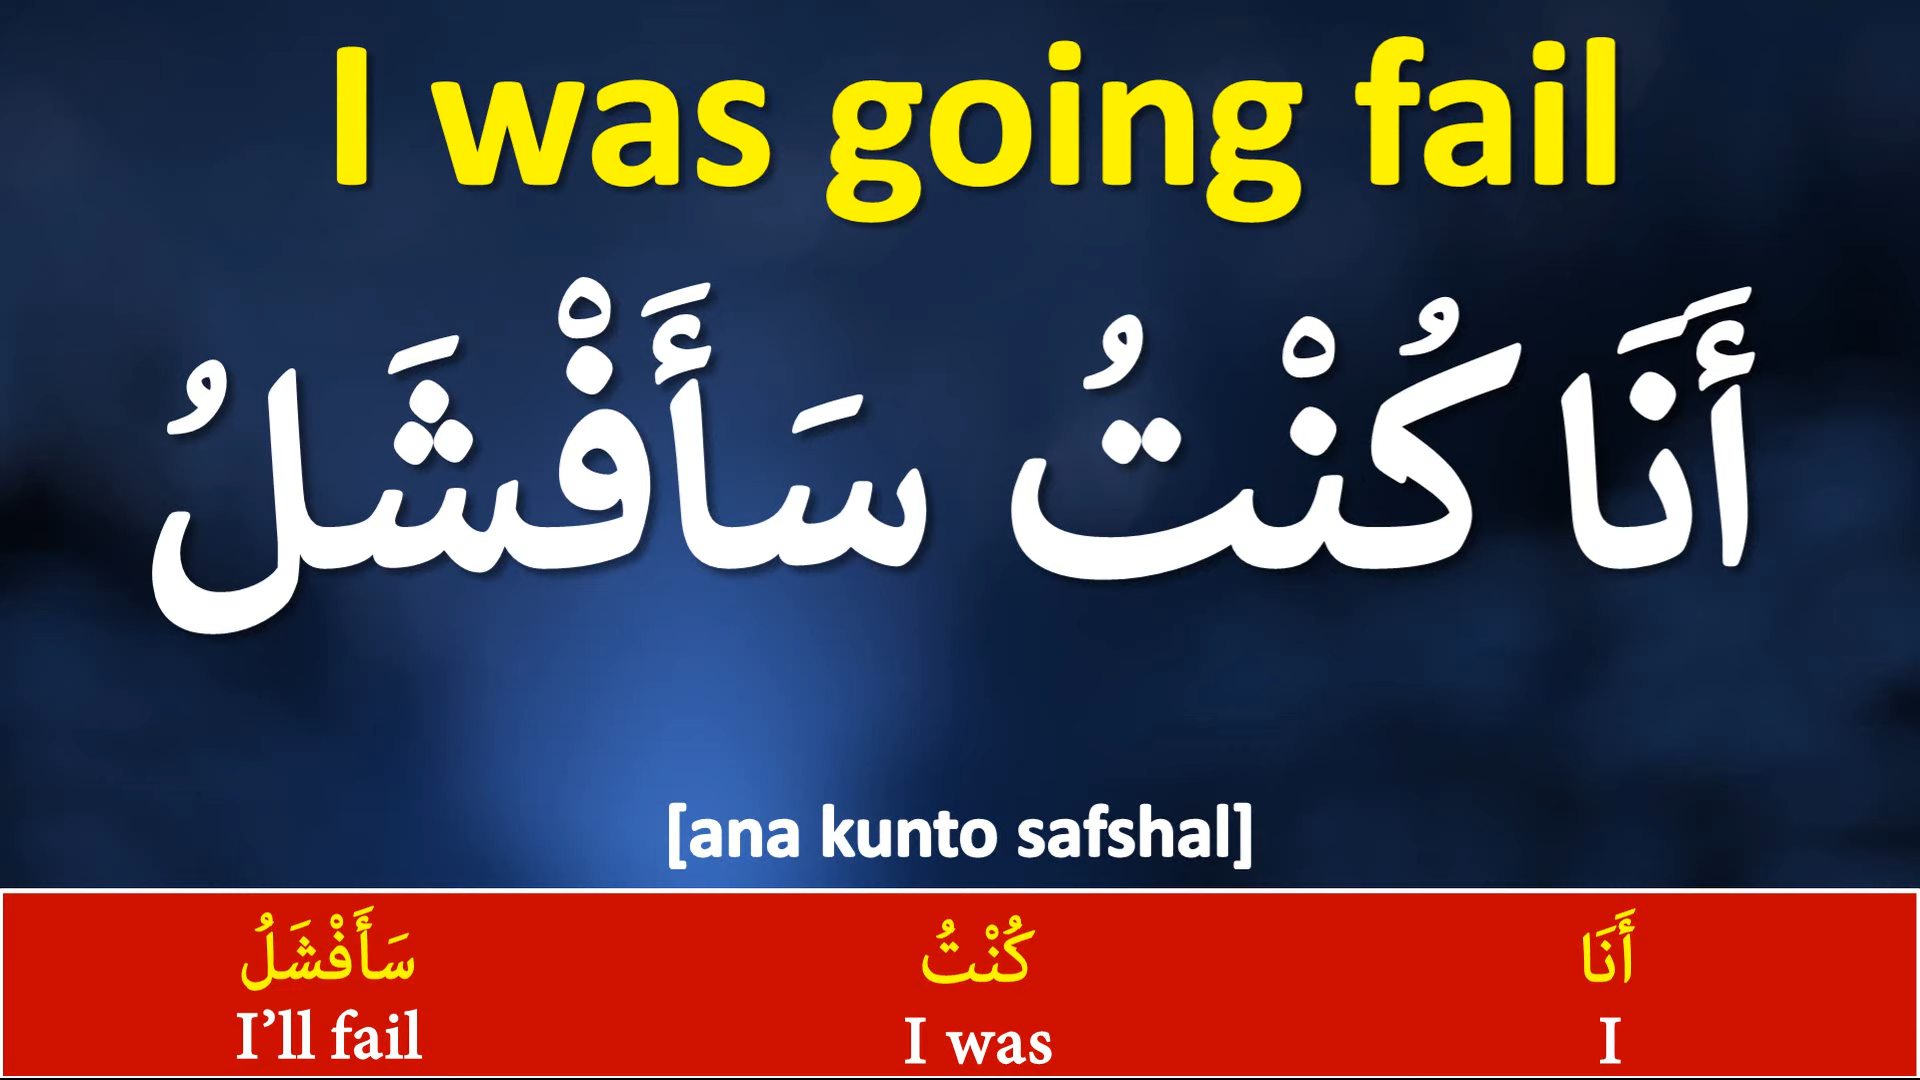 I was going fail
أَنَا كُنْتُ سَأَفْشَلُ
[ana kunto safshal]
أَنَا كُنْتُ سَأَفْشَلُ
I’ll fail I was I